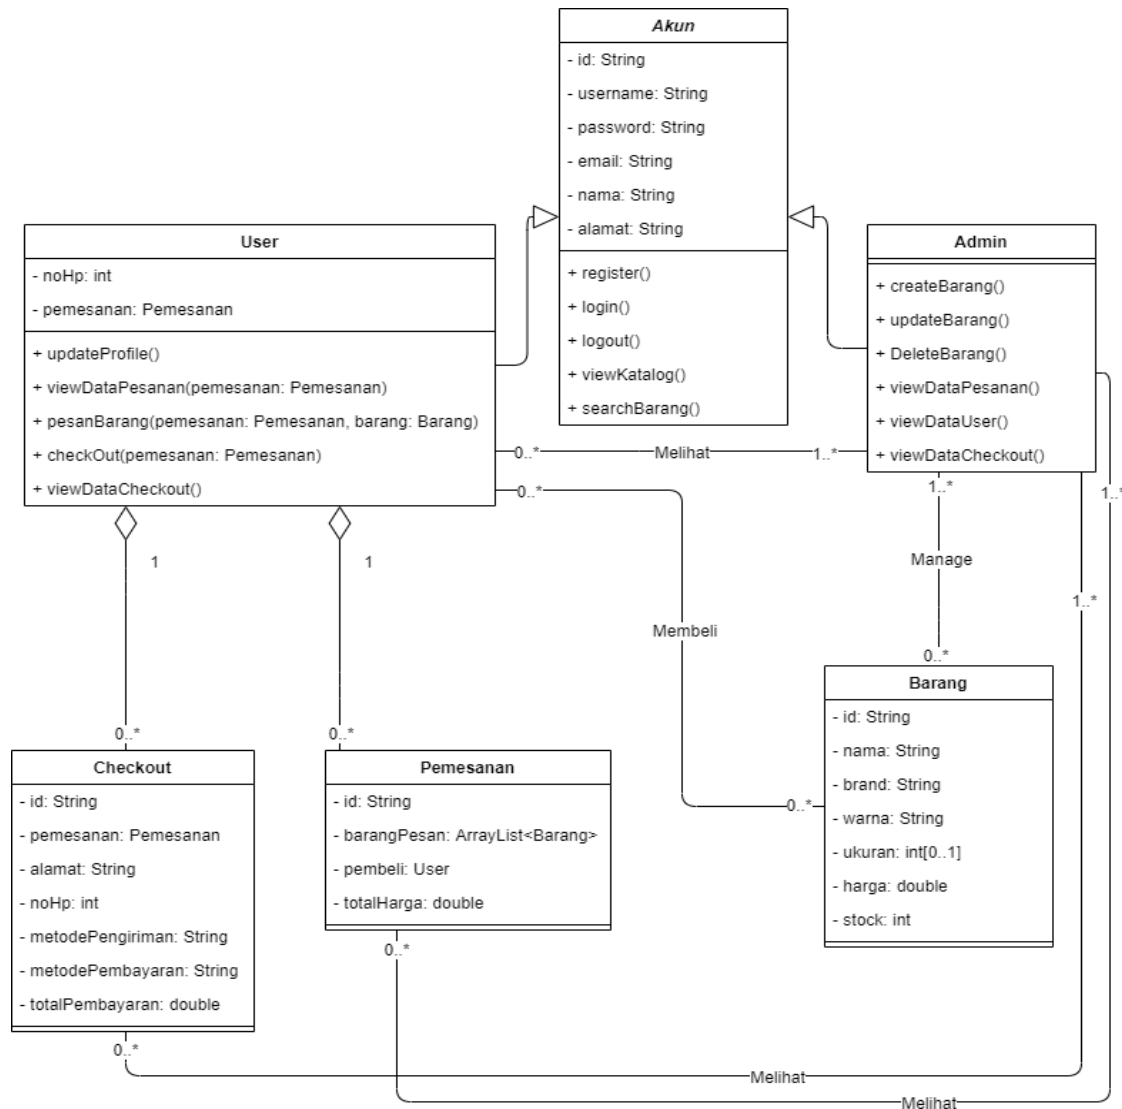 Akun
- id: String
- username: String
- password: String
- email: String
- nama: String
- alamat: String
+ register()
+ login()
+ logout()
+ viewKatalog()
+ searchBarang()
User
- noHp: int
- pemesanan: Pemesanan
+ updateProfile()
+ viewDataPesanan(pemesanan: Pemesanan)
+ pesanBarang(pemesanan: Pemesanan, barang: Barang)
+ checkOut(pemesanan: Pemesanan)
+ viewDataCheckout()
Admin
+ createBarang()
+ updateBarang()
+ DeleteBarang()
+ viewDataPesanan()
+ viewDataUser()
+ viewDataCheckout()
0..* Melihat 1..*
0..*
1..*
1..*
1
1
Manage
1..*
Membeli
0..*
0..*
0..*
0..*
Barang
- id: String
- nama: String
- brand: String
- warna: String
- ukuran: int[0..1]
- harga: double
- stock: int
Checkout
- id: String
- pemesanan: Pemesanan
- alamat: String
- noHp: int
- metodePengiriman: String
- metodePembayaran: String
- totalPembayaran: double
Pemesanan
- id: String
- barangPesan: ArrayList<Barang>
- pembeli: User
- totalHarga: double
0..*
0..*
Melihat
Melihat